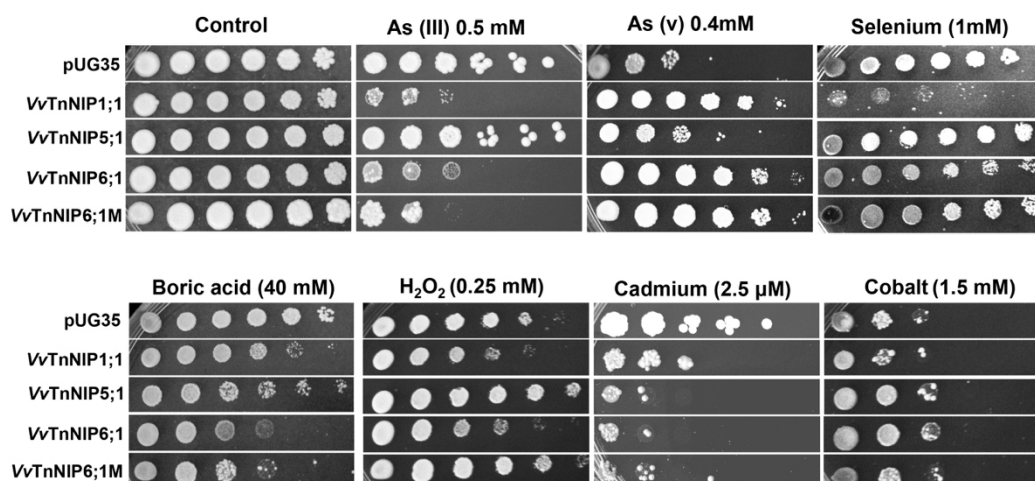 Control As (III) 0.5 mM As (v) 0.4mM Selenium (1mM)
pUG35
VvTnNIP1;1
VvTnNIP5;1
VvTnNIP6;1
VvTnNIP6;1M
Boric acid (40 mM) H₂O₂ (0.25 mM) Cadmium (2.5 µM) Cobalt (1.5 mM)
pUG35
VvTnNIP1;1
VvTnNIP5;1
VvTnNIP6;1
VvTnNIP6;1M